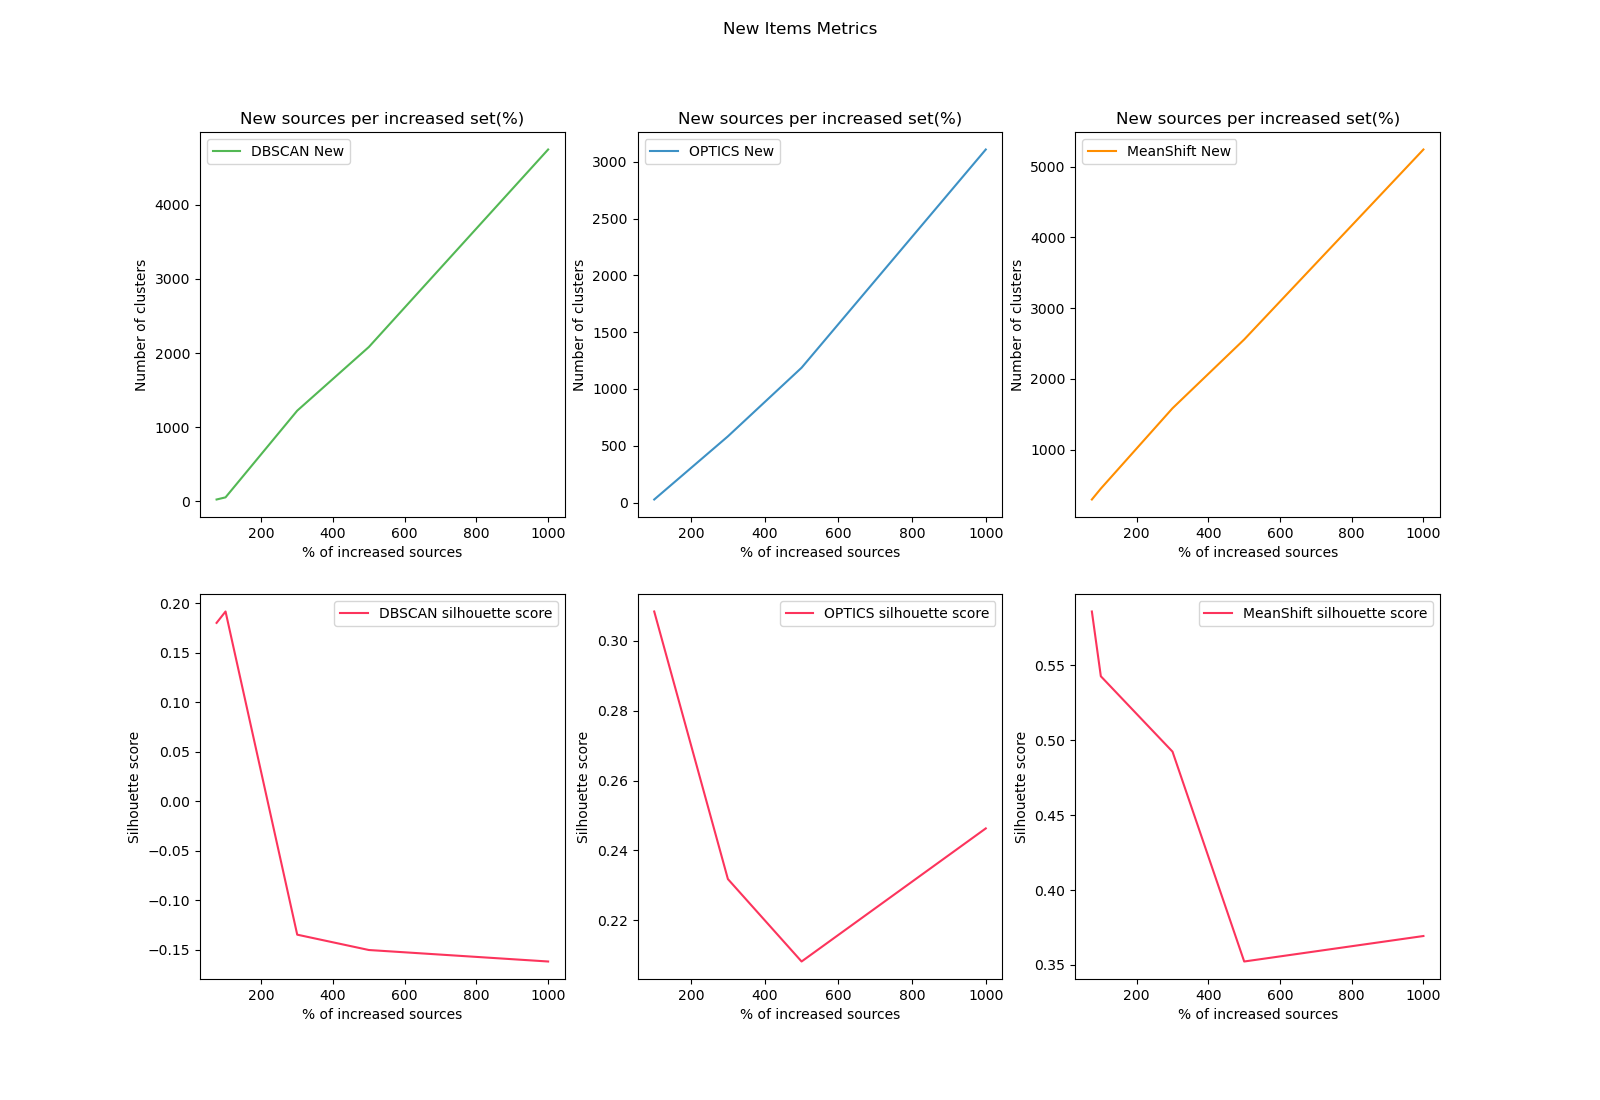 New Items Metrics
New sources per increased set(%)
DBSCAN New
Number of clusters
4000
3000
2000
1000
0
200 400 600 800 1000
% of increased sources
New sources per increased set(%)
OPTICS New
Number of clusters
3000
2500
2000
1500
1000
500
0
200 400 600 800 1000
% of increased sources
New sources per increased set(%)
MeanShift New
Number of clusters
5000
4000
3000
2000
1000
200 400 600 800 1000
% of increased sources
DBSCAN silhouette score
Silhouette score
0.20
0.15
0.10
0.05
0.00
−0.05
−0.10
−0.15
200 400 600 800 1000
% of increased sources
OPTICS silhouette score
Silhouette score
0.30
0.28
0.26
0.24
0.22
200 400 600 800 1000
% of increased sources
MeanShift silhouette score
Silhouette score
0.55
0.50
0.45
0.40
0.35
200 400 600 800 1000
% of increased sources